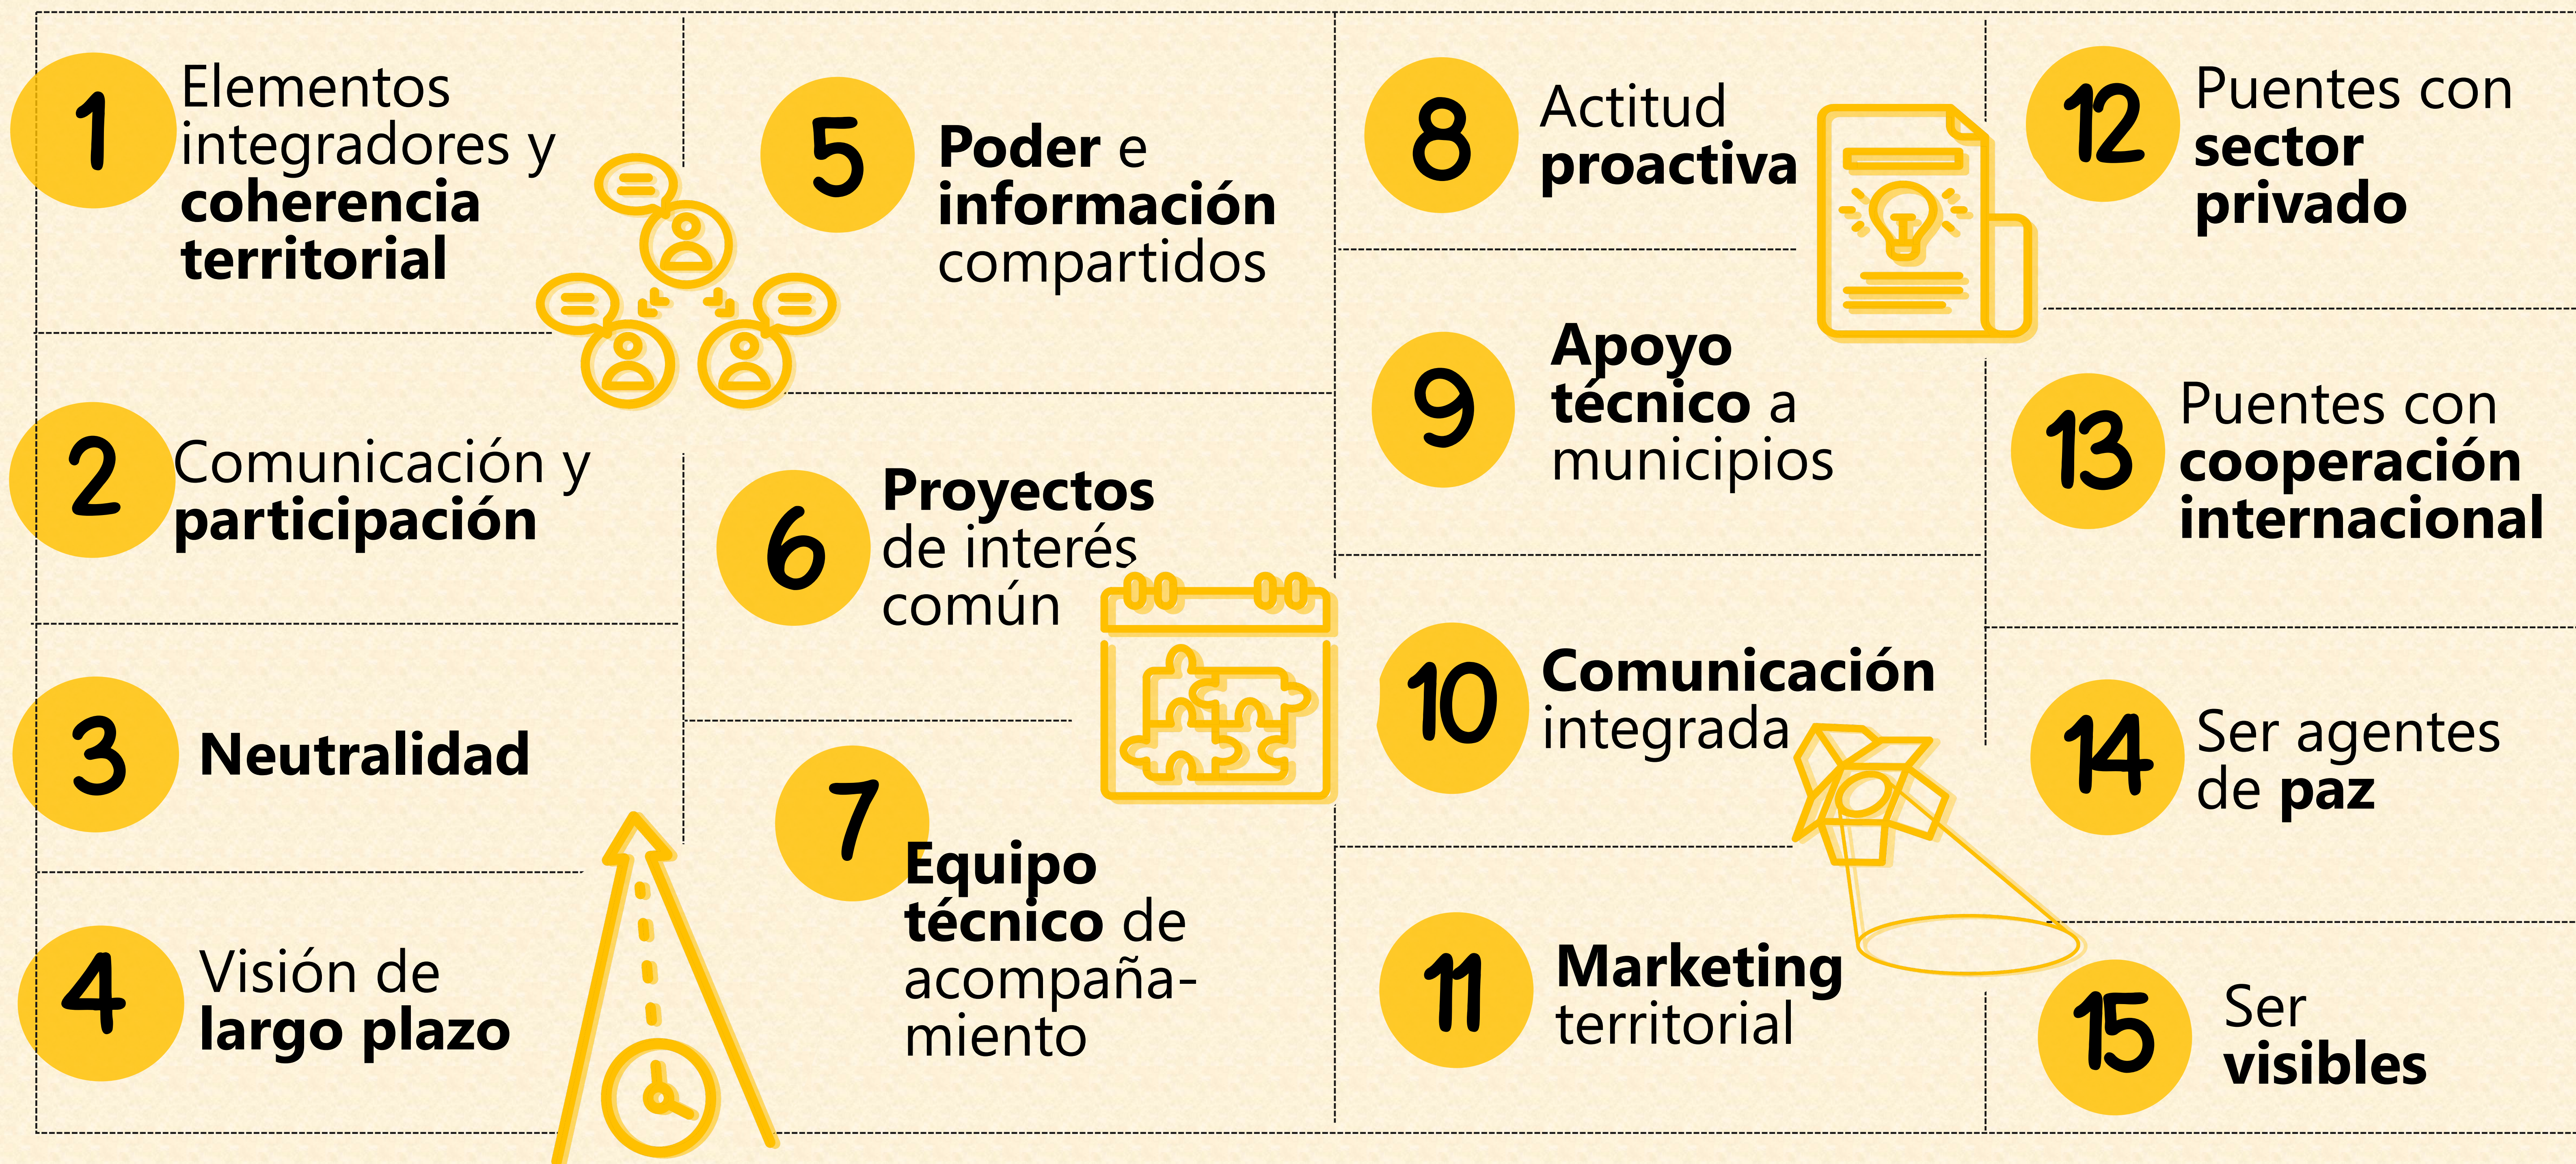 1
Elementos
integradores y
coherencia
territorial
2
Comunicación y
participación
3
Neutralidad
4
Visión de
largo plazo
5
Poder e
información
compartidos
6
Proyectos
de interés
común
7
Equipo
técnico de
acompaña-
miento
8
Actitud
proactiva
9
Apoyo
técnico a
municipios
10
Comunicación
integrada
11
Marketing
territorial
12
Puentes con
sector
privado
13
Puentes con
cooperación
internacional
14
Ser agentes
de paz
15
Ser
visibles